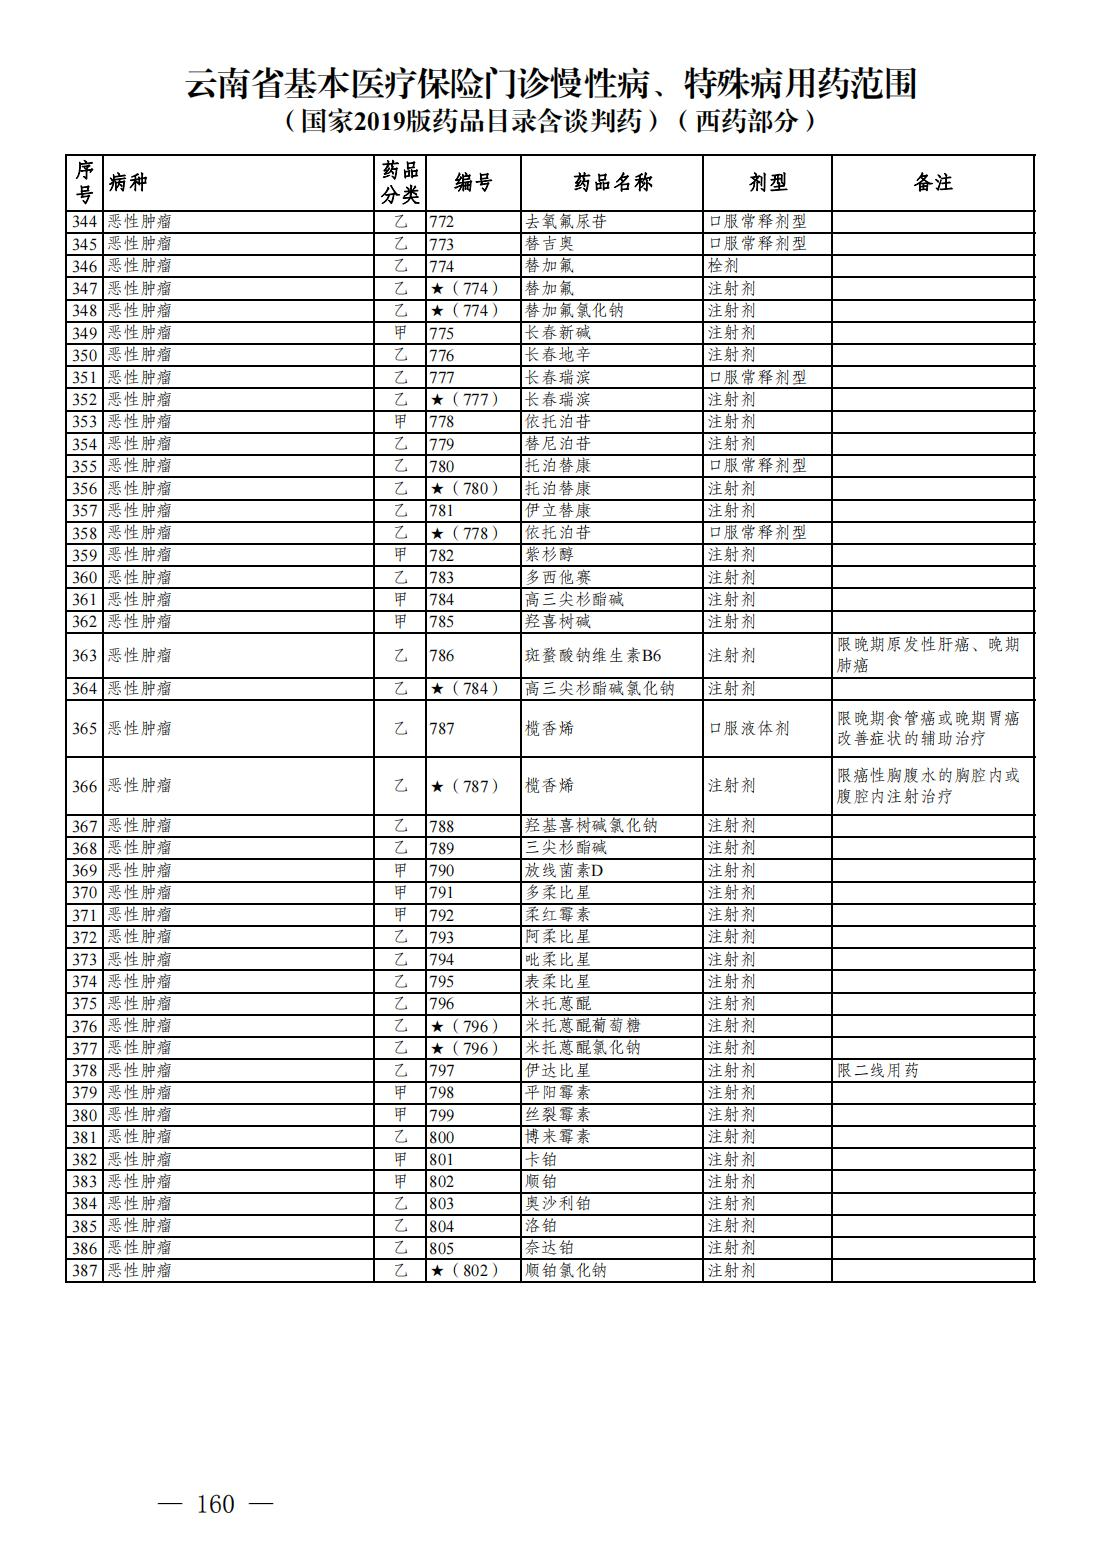 云南省基本医疗保险门诊慢性病、特殊病用药范围
（国家2019版药品目录含谈判药）（西药部分）
序号 病种 药品分类 编号 药品名称 剂型 备注
344 恶性肿瘤 乙 772 去氧氟尿苷 口服常释剂型
345 恶性肿瘤 乙 773 替吉奥 口服常释剂型
346 恶性肿瘤 乙 774 替加氟 栓剂
347 恶性肿瘤 乙 ★（774） 替加氟 注射剂
348 恶性肿瘤 乙 ★（774） 替加氟氯化钠 注射剂
349 恶性肿瘤 甲 775 长春新碱 注射剂
350 恶性肿瘤 乙 776 长春地辛 注射剂
351 恶性肿瘤 乙 777 长春瑞滨 口服常释剂型
352 恶性肿瘤 乙 ★（777） 长春瑞滨 注射剂
353 恶性肿瘤 甲 778 依托泊苷 注射剂
354 恶性肿瘤 乙 779 替尼泊苷 注射剂
355 恶性肿瘤 乙 780 托泊替康 口服常释剂型
356 恶性肿瘤 乙 ★（780） 托泊替康 注射剂
357 恶性肿瘤 乙 781 伊立替康 注射剂
358 恶性肿瘤 乙 ★（778） 依托泊苷 口服常释剂型
359 恶性肿瘤 甲 782 紫杉醇 注射剂
360 恶性肿瘤 乙 783 多西他赛 注射剂
361 恶性肿瘤 甲 784 高三尖杉酯碱 注射剂
362 恶性肿瘤 甲 785 羟喜树碱 注射剂
363 恶性肿瘤 乙 786 斑蝥酸钠维生素B6 注射剂 限晚期原发性肝癌、晚期
肺癌
364 恶性肿瘤 乙 ★（784） 高三尖杉酯碱氯化钠 注射剂
365 恶性肿瘤 乙 787 榄香烯 口服液体剂 限晚期食管癌或晚期胃癌
改善症状的辅助治疗
366 恶性肿瘤 乙 ★（787） 榄香烯 注射剂 限癌性胸腹水的胸腔内或
腹腔内注射治疗
367 恶性肿瘤 乙 788 羟基喜树碱氯化钠 注射剂
368 恶性肿瘤 乙 789 三尖杉酯碱 注射剂
369 恶性肿瘤 甲 790 放线菌素D 注射剂
370 恶性肿瘤 甲 791 多柔比星 注射剂
371 恶性肿瘤 甲 792 柔红霉素 注射剂
372 恶性肿瘤 乙 793 阿柔比星 注射剂
373 恶性肿瘤 乙 794 吡柔比星 注射剂
374 恶性肿瘤 乙 795 表柔比星 注射剂
375 恶性肿瘤 乙 796 米托蒽醌 注射剂
376 恶性肿瘤 乙 ★（796） 米托蒽醌葡萄糖 注射剂
377 恶性肿瘤 乙 ★（796） 米托蒽醌氯化钠 注射剂
378 恶性肿瘤 乙 797 伊达比星 注射剂 限二线用药
379 恶性肿瘤 甲 798 平阳霉素 注射剂
380 恶性肿瘤 甲 799 丝裂霉素 注射剂
381 恶性肿瘤 乙 800 博来霉素 注射剂
382 恶性肿瘤 甲 801 卡铂 注射剂
383 恶性肿瘤 甲 802 顺铂 注射剂
384 恶性肿瘤 乙 803 奥沙利铂 注射剂
385 恶性肿瘤 乙 804 洛铂 注射剂
386 恶性肿瘤 乙 805 奈达铂 注射剂
387 恶性肿瘤 乙 ★（802） 顺铂氯化钠 注射剂
— 160 —